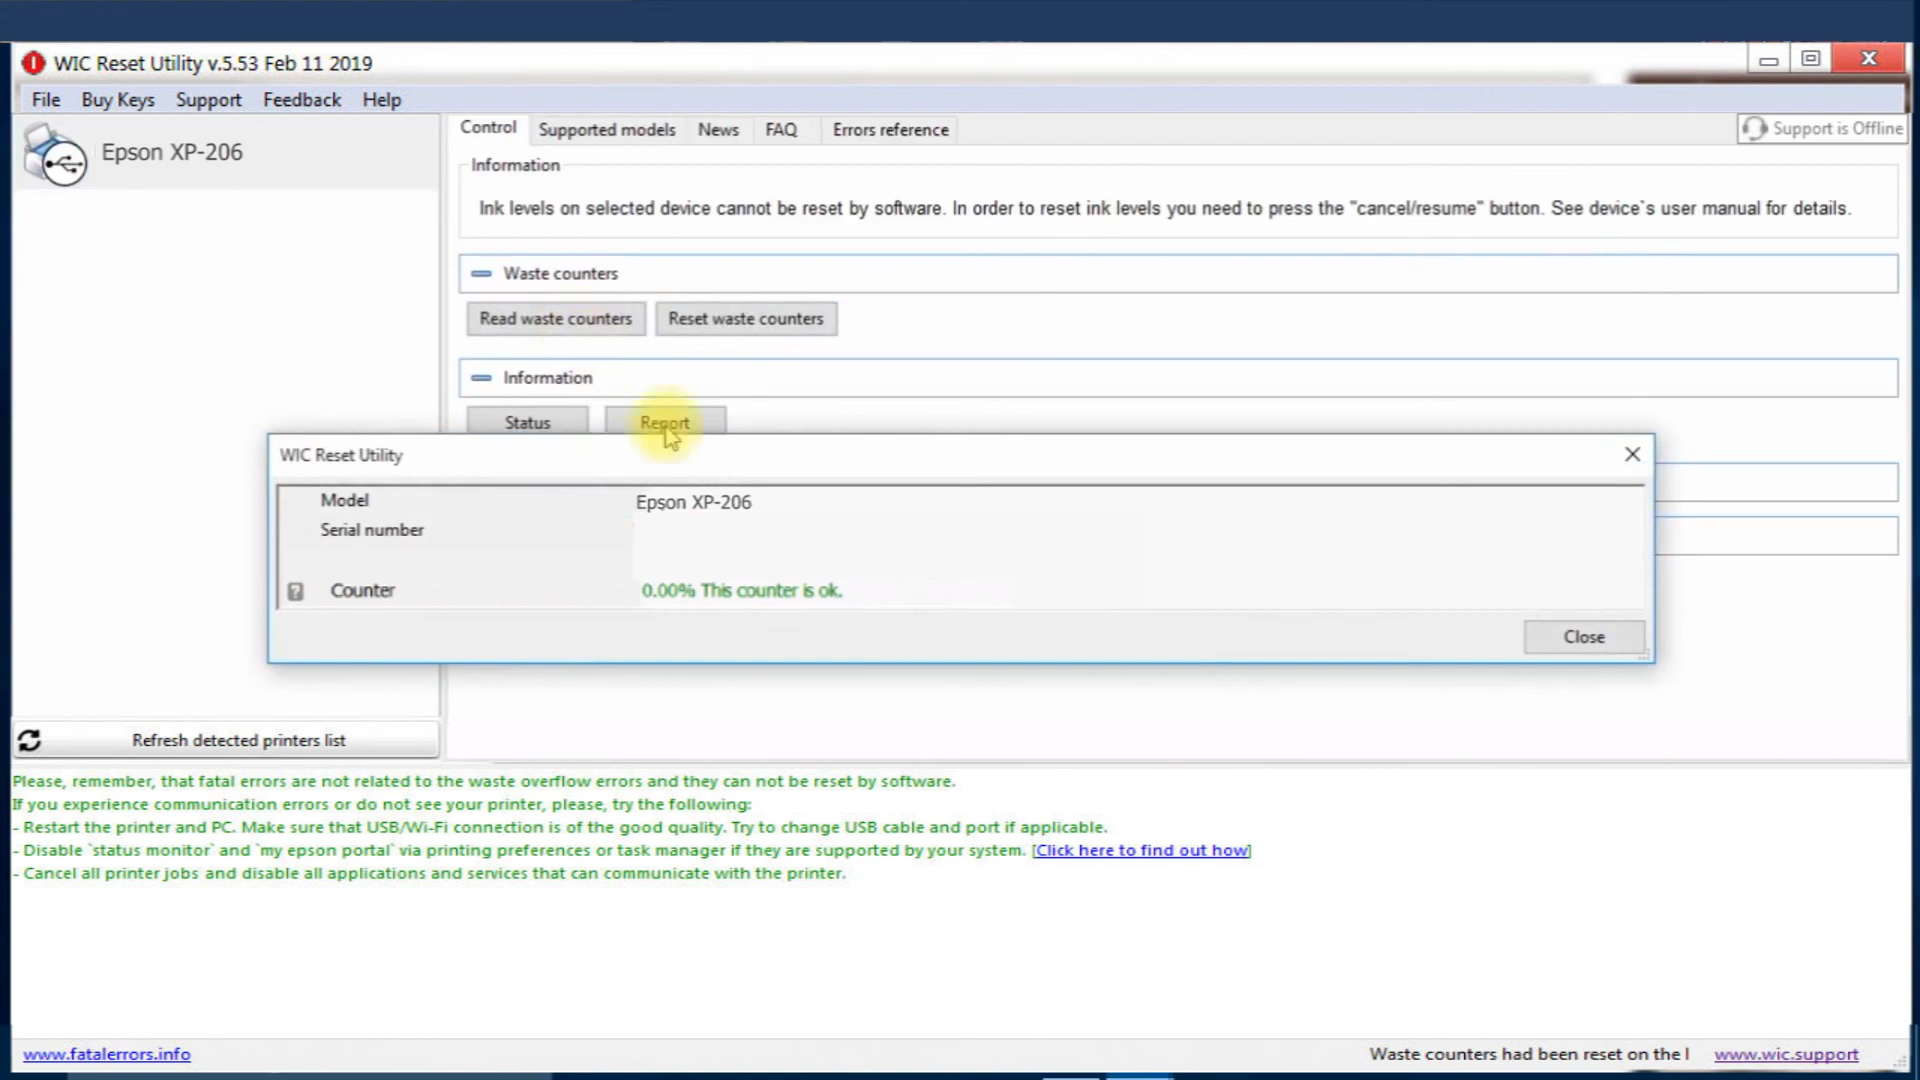 WIC Reset Utility v.5.53 Feb 11 2019
File Buy Keys Support Feedback Help
Epson XP-206
Control Supported models News FAQ Errors reference
Support is Offline
Information
Ink levels on selected device cannot be reset by software. In order to reset ink levels you need to press the "cancel/resume" button. See device`s user manual for details.
Waste counters
Read waste counters Reset waste counters
Information
Status Report
WIC Reset Utility
Model Epson XP-206
Serial number
Counter 0.00% This counter is ok.
Close
Refresh detected printers list
Please, remember, that fatal errors are not related to the waste overflow errors and they can not be reset by software.
If you experience communication errors or do not see your printer, please, try the following:
- Restart the printer and PC. Make sure that USB/Wi-Fi connection is of the good quality. Try to change USB cable and port if applicable.
- Disable `status monitor` and `my epson portal` via printing preferences or task manager if they are supported by your system. [Click here to find out how]
- Cancel all printer jobs and disable all applications and services that can communicate with the printer.
www.fatalerrors.info
Waste counters had been reset on the www.wic.support